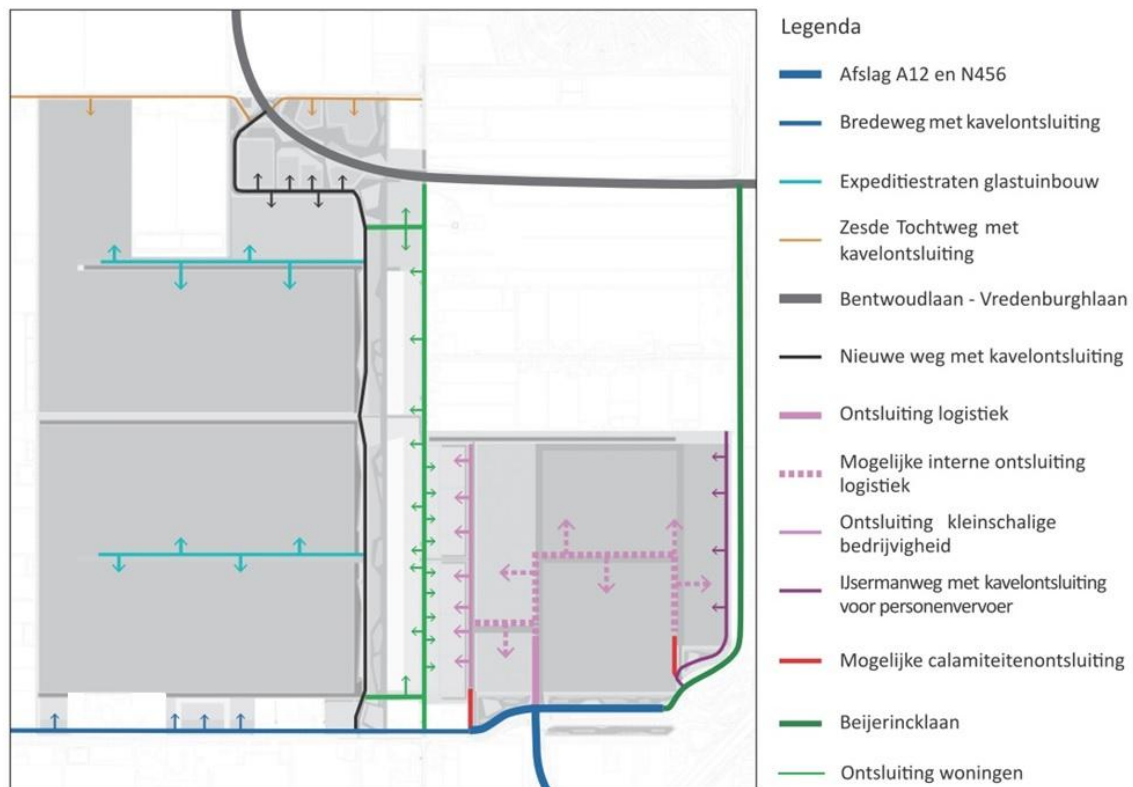 Legenda
Afslag A12 en N456
Bredeweg met kavelontsluiting
Expeditiestraten glastuinbouw
Zesde Tochtweg met
kavelontsluiting
Bentwoudlaan - Vredenburghlaan
Nieuwe weg met kavelontsluiting
Ontsluiting logistiek
Mogelijke interne ontsluiting
logistiek
Ontsluiting kleinschalige
bedrijvigheid
IJsermanweg met kavelontsluiting
voor personenvervoer
Mogelijke calamiteitenontsluiting
Beijerincklaan
Ontsluiting woningen